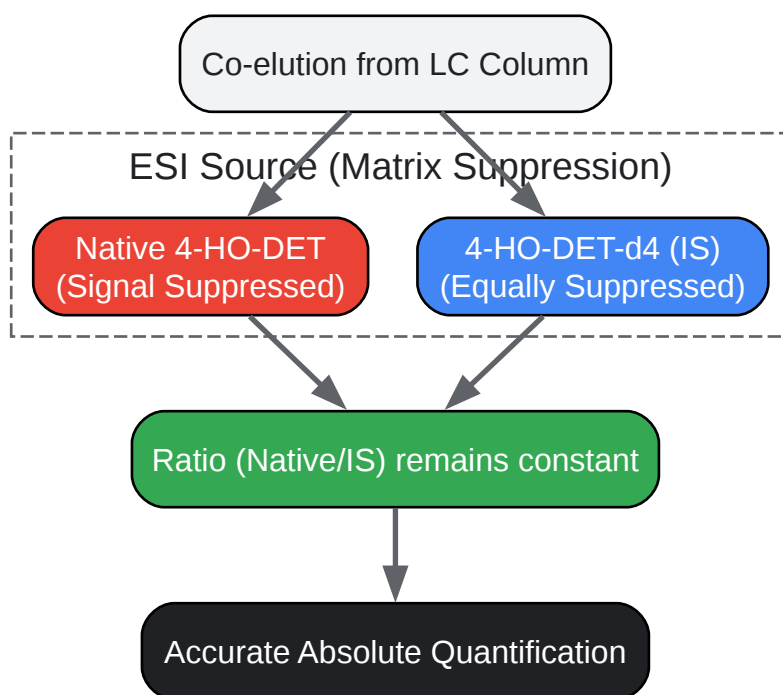 Co-elution from LC Column
ESI Source (Matrix Suppression)
Native 4-HO-DET
(Signal Suppressed)
4-HO-DET-d4 (IS)
(Equally Suppressed)
Ratio (Native/IS) remains constant
Accurate Absolute Quantification